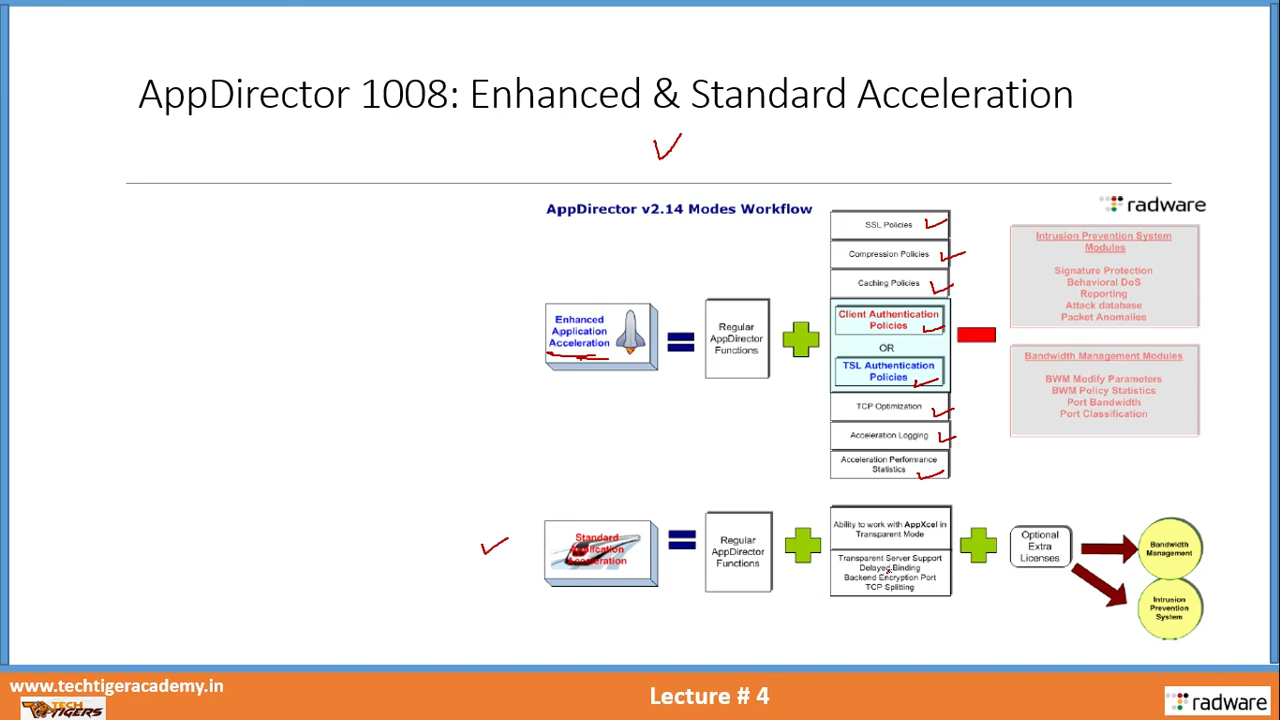 AppDirector 1008: Enhanced & Standard Acceleration
AppDirector v2.14 Modes Workflow
radware
Enhanced
Application
Acceleration
Regular
AppDirector
Functions
SSL Policies
Compression Policies
Caching Policies
Client Authentication
Policies
OR
TSL Authentication
Policies
TCP Optimization
Acceleration Logging
Acceleration Performance
Statistics
Intrusion Prevention System
Modules
Signature Protection
Behavioral DoS
Reporting
Attack database
Packet Anomalies
Bandwidth Management Modules
BWM Modify Parameters
BWM Policy Statistics
Port Bandwidth
Port Classification
Standard
Application
Acceleration
Regular
AppDirector
Functions
Ability to work with AppXcel in
Transparent Mode
Transparent Server Support
Delayed Binding
Backend Encryption Port
TCP Splitting
Optional
Extra
Licenses
Bandwidth
Management
Intrusion
Prevention
System
www.techtigeracademy.in
TECH
TIGERS
Lecture # 4
radware